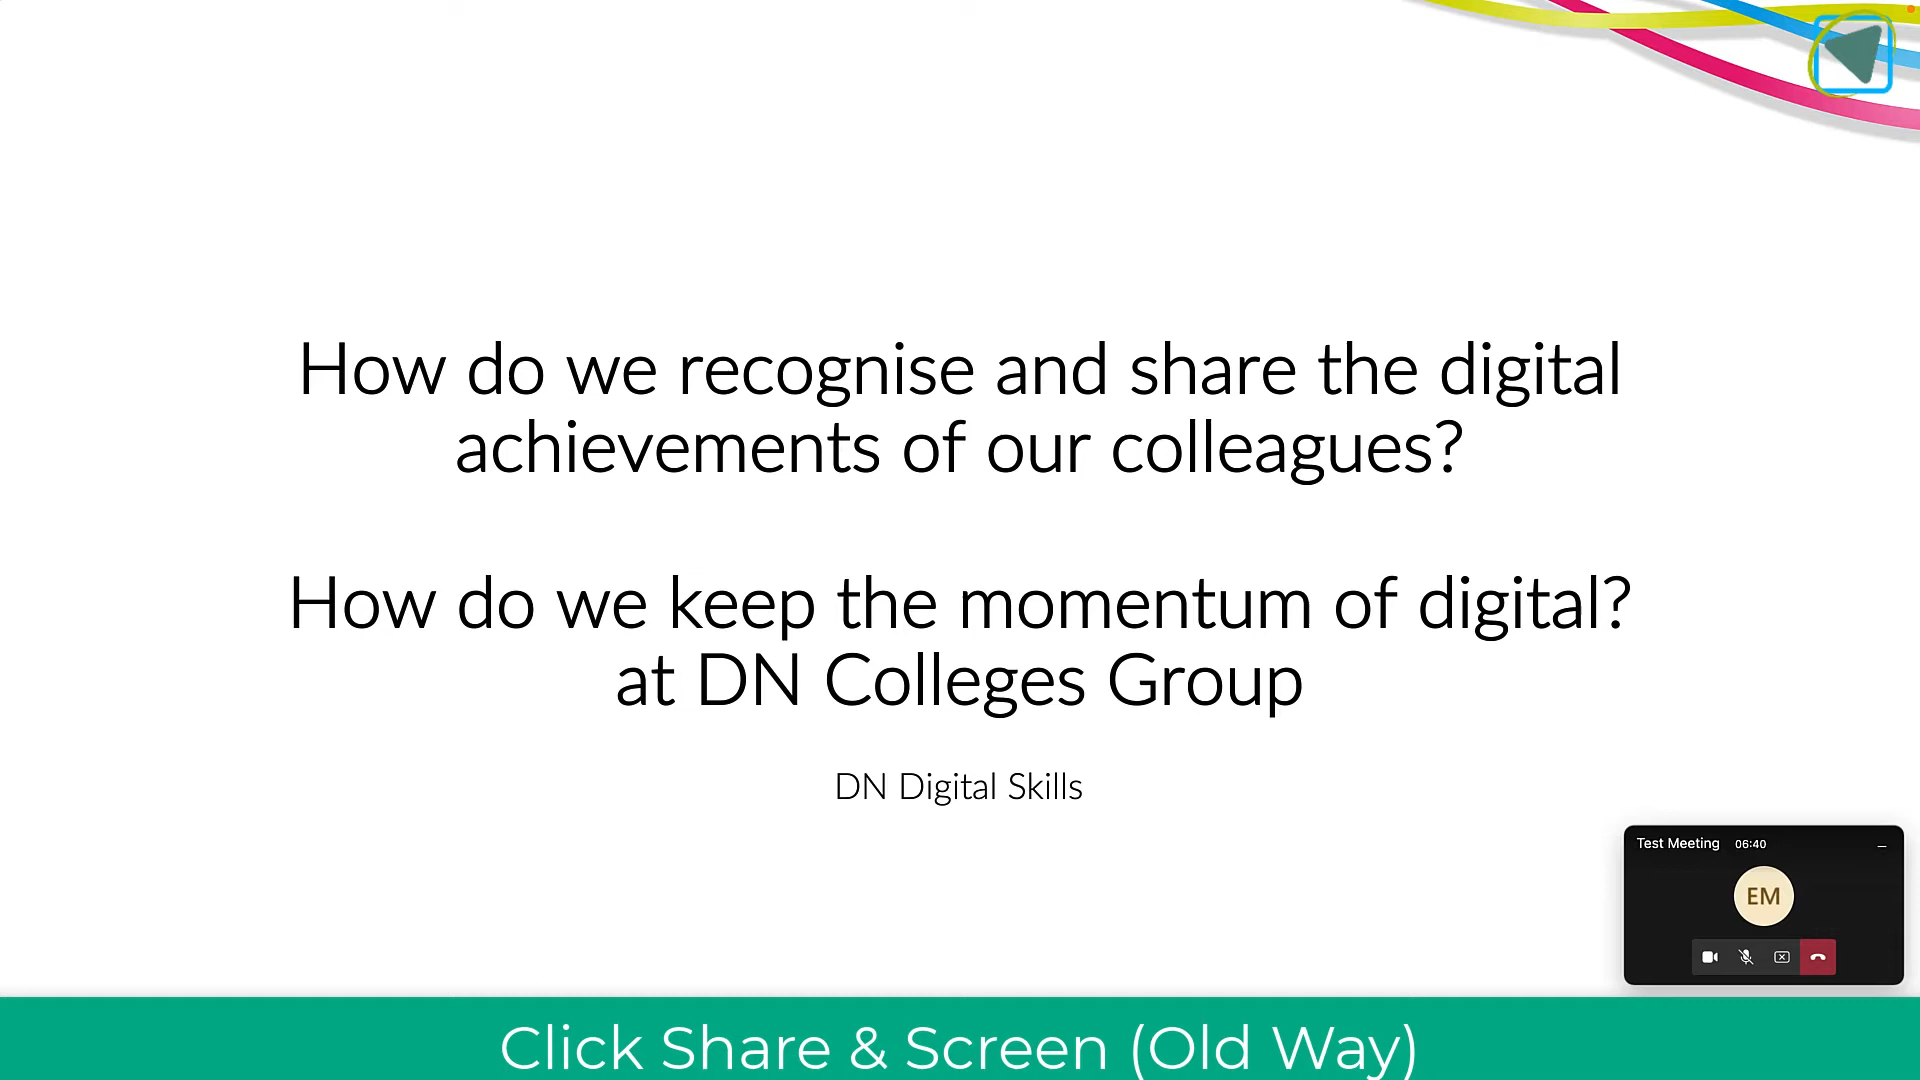 How do we recognise and share the digital
achievements of our colleagues?
How do we keep the momentum of digital?
at DN Colleges Group
DN Digital Skills
Test Meeting 06:40
EM
Click Share & Screen (Old Way)